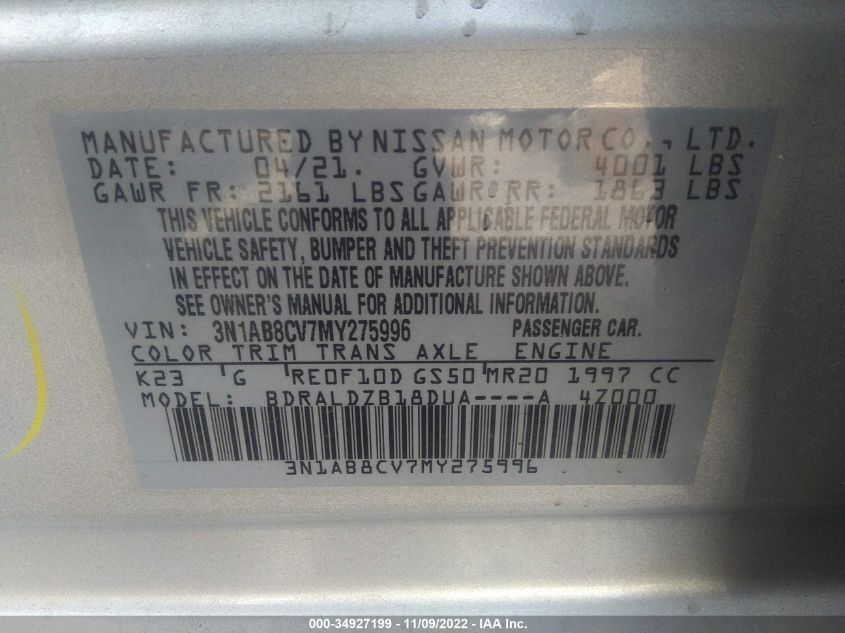 MANUFACTURED BY NISSAN MOTOR CO., LTD.
DATE: 04/21. GVWR: 4001 LBS
GAWR FR: 2161 LBS GAWR RR: 1863 LBS
THIS VEHICLE CONFORMS TO ALL APPLICABLE FEDERAL MOTOR
VEHICLE SAFETY, BUMPER AND THEFT PREVENTION STANDARDS
IN EFFECT ON THE DATE OF MANUFACTURE SHOWN ABOVE.
SEE OWNER'S MANUAL FOR ADDITIONAL INFORMATION.
VIN: 3N1AB8CV7MY275996 PASSENGER CAR.
COLOR TRIM TRANS AXLE ENGINE
K23 G RE0F10D GS50 MR20 1997 CC
MODEL: BDRALDZB18DUA----A 4Z000
3N1AB8CV7MY275996
000-34927199 - 11/09/2022 - IAA Inc.